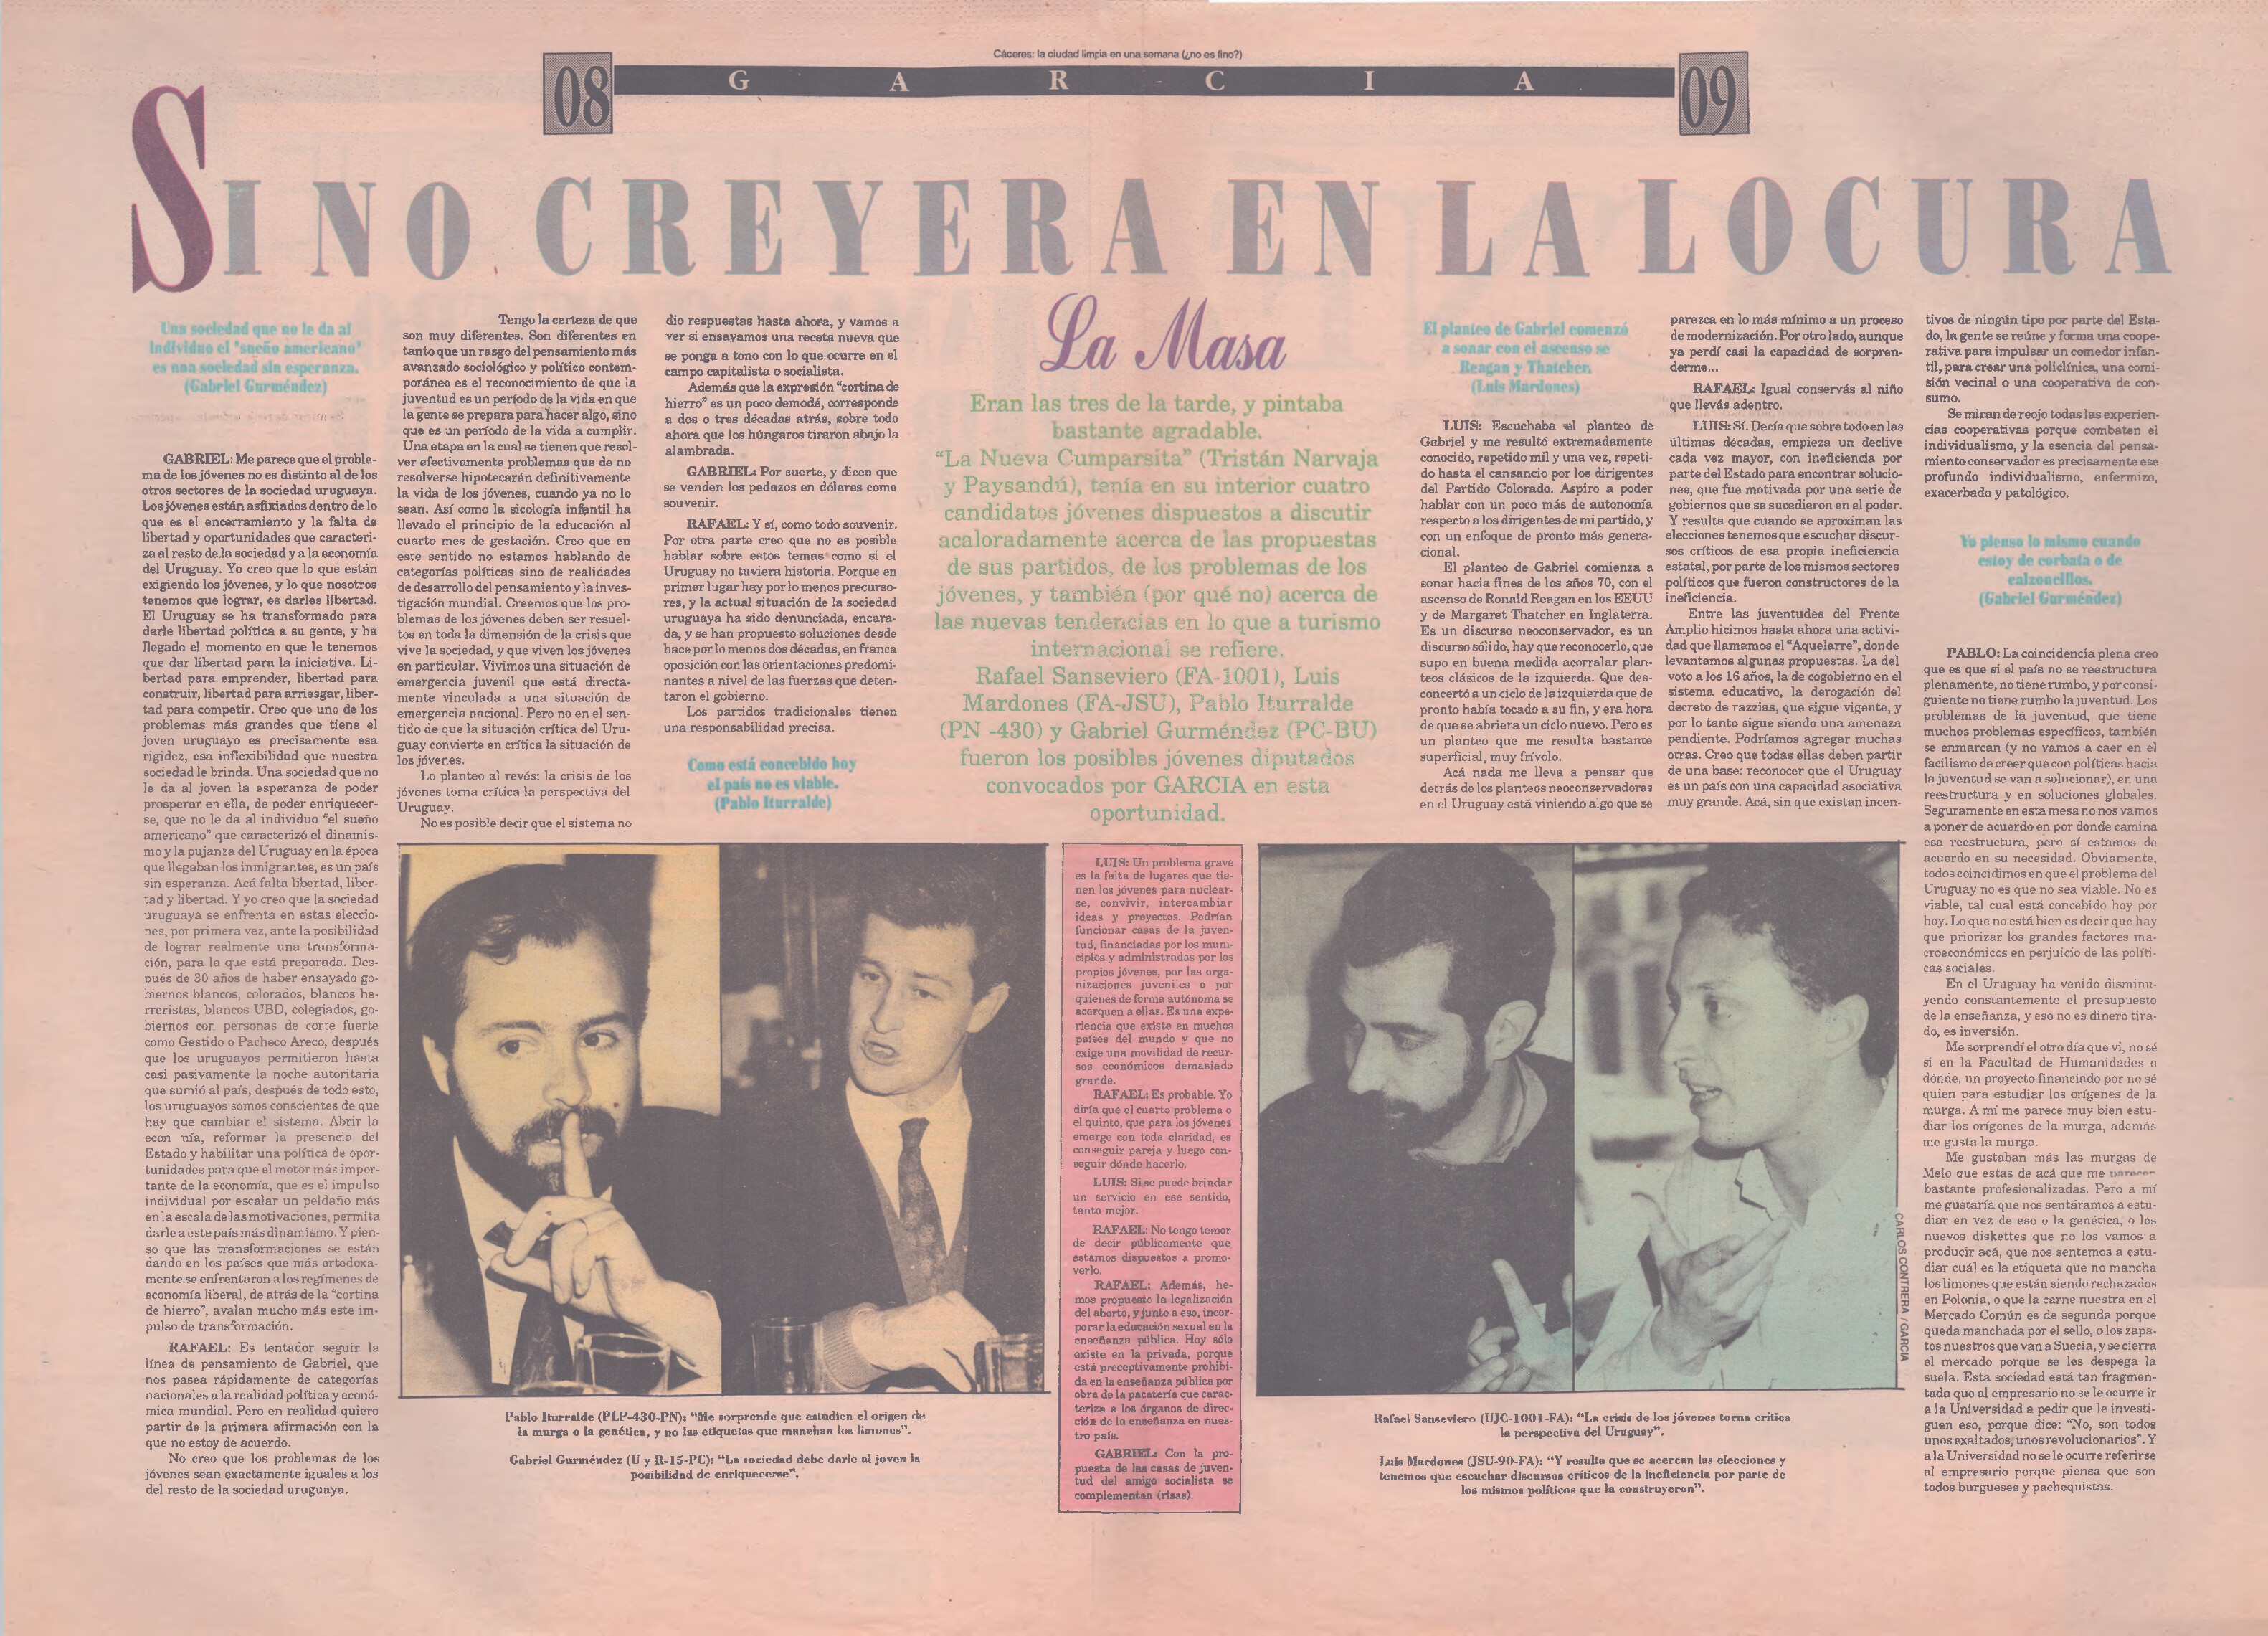 Cáceres: la ciudad limpia en una semana (¿no es fino?)
08 GAR-CIA 09
SI NO CREYERA EN LA LOCURA
Una sociedad que no le da al
individuo el "sueño americano"
es una sociedad sin esperanza.
(Gabriel Gurméndez)
GABRIEL: Me parece que el proble-
ma de los jóvenes no es distinto al de los
otros sectores de la sociedad uruguaya.
Los jóvenes están asfixiados dentro de lo
que es el encerramiento y la falta de
libertad y oportunidades que caracteri-
za al resto de la sociedad y a la economía
del Uruguay. Yo creo que lo que están
exigiendo los jóvenes, y lo que nosotros
tenemos que lograr, es darles libertad.
El Uruguay se ha transformado para
darle libertad política a su gente, y ha
llegado el momento en que le tenemos
que dar libertad para la iniciativa. Li-
bertad para emprender, libertad para
construir, libertad para arriesgar, liber-
tad para competir. Creo que uno de los
problemas más grandes que tiene el
joven uruguayo es precisamente esa
rigidez, esa inflexibilidad que nuestra
sociedad le brinda. Una sociedad que no
le da al joven la esperanza de poder
prosperar en ella, de poder enriquecer-
se, que no le da al individuo "el sueño
americano" que caracterizó el dinamis-
mo y la pujanza del Uruguay en la época
que llegaban los inmigrantes, es un país
sin esperanza. Acá falta libertad, liber-
tad y libertad. Y yo creo que la sociedad
uruguaya se enfrenta en estas eleccio-
nes, por primera vez, ante la posibilidad
de lograr realmente una transforma-
ción, para la que está preparada. Des-
pués de 30 años de haber ensayado go-
biernos blancos, colorados, blancos he-
rreristas, blancos UBD, colegiados, go-
biernos con personas de corte fuerte
como Gestido o Pacheco Areco, después
que los uruguayos permitieron hasta
casi pasivamente la noche autoritaria
que sumió al país, después de todo esto,
los uruguayos somos conscientes de que
hay que cambiar el sistema. Abrir la
econ nía, reformar la presencia del
Estado y habilitar una política de opor-
tunidades para que el motor más impor-
tante de la economía, que es el impulso
individual por escalar un peldaño más
en la escala de las motivaciones, permita
darle a este país más dinamismo. Y pien-
so que las transformaciones se están
dando en los países que más ortodoxa-
mente se enfrentaron a los regímenes de
economía liberal, de atrás de la "cortina
de hierro", avalan mucho más este im-
pulso de transformación.
RAFAEL: Es tentador seguir la
línea de pensamiento de Gabriel, que
nos pasea rápidamente de categorías
nacionales a la realidad política y econó-
mica mundial. Pero en realidad quiero
partir de la primera afirmación con la
que no estoy de acuerdo.
No creo que los problemas de los
jóvenes sean exactamente iguales a los
del resto de la sociedad uruguaya.
Tengo la certeza de que
son muy diferentes. Son diferentes en
tanto que un rasgo del pensamiento más
avanzado sociológico y político contem-
poráneo es el reconocimiento de que la
juventud es un período de la vida en que
la gente se prepara para hacer algo, sino
que es un período de la vida a cumplir.
Una etapa en la cual se tienen que resol-
ver efectivamente problemas que de no
resolverse hipotecarán definitivamente
la vida de los jóvenes, cuando ya no lo
sean. Así como la sicología infantil ha
llevado el principio de la educación al
cuarto mes de gestación. Creo que en
este sentido no estamos hablando de
categorías políticas sino de realidades
de desarrollo del pensamiento y la inves-
tigación mundial. Creemos que los pro-
blemas de los jóvenes deben ser resuel-
tos en toda la dimensión de la crisis que
vive la sociedad, y que viven los jóvenes
en particular. Vivimos una situación de
emergencia juvenil que está directa-
mente vinculada a una situación de
emergencia nacional. Pero no en el sen-
tido de que la situación crítica del Uru-
guay convierte en crítica la situación de
los jóvenes.
Lo planteo al revés: la crisis de los
jóvenes torna crítica la perspectiva del
Uruguay.
No es posible decir que el sistema no
dio respuestas hasta ahora, y vamos a
ver si ensayamos una receta nueva que
se ponga a tono con lo que ocurre en el
campo capitalista o socialista.
Además que la expresión "cortina de
hierro" es un poco demodé, corresponde
a dos o tres décadas atrás, sobre todo
ahora que los húngaros tiraron abajo la
alambrada.
GABRIEL: Por suerte, y dicen que
se venden los pedazos en dólares como
souvenir.
RAFAEL: Y sí, como todo souvenir.
Por otra parte creo que no es posible
hablar sobre estos temas como si el
Uruguay no tuviera historia. Porque en
primer lugar hay por lo menos precurso-
res, y la actual situación de la sociedad
uruguaya ha sido denunciada, encara-
da, y se han propuesto soluciones desde
hace por lo menos dos décadas, en franca
oposición con las orientaciones predomi-
nantes a nivel de las fuerzas que deten-
taron el gobierno.
Los partidos tradicionales tienen
una responsabilidad precisa.
Como está concebido hoy
el país no es viable.
(Pablo Iturralde)
La Masa
Eran las tres de la tarde, y pintaba
bastante agradable.
"La Nueva Cumparsita" (Tristán Narvaja
y Paysandú), tenía en su interior cuatro
candidatos jóvenes dispuestos a discutir
acaloradamente acerca de las propuestas
de sus partidos, de los problemas de los
jóvenes, y también (por qué no) acerca de
las nuevas tendencias en lo que a turismo
internacional se refiere.
Rafael Sanseviero (FA-1001), Luis
Mardones (FA-JSU), Pablo Iturralde
(PN -430) y Gabriel Gurméndez (PC-BU)
fueron los posibles jóvenes diputados
convocados por GARCIA en esta
oportunidad.
El planteo de Gabriel comenzó
a sonar con el ascenso se
Reagan y Thatcher.
(Luis Mardones)
LUIS: Escuchaba el planteo de
Gabriel y me resultó extremadamente
conocido, repetido mil y una vez, repeti-
do hasta el cansancio por los dirigentes
del Partido Colorado. Aspiro a poder
hablar con un poco más de autonomía
respecto a los dirigentes de mi partido, y
con un enfoque de pronto más genera-
cional.
El planteo de Gabriel comienza a
sonar hacia fines de los años 70, con el
ascenso de Ronald Reagan en los EEUU
y de Margaret Thatcher en Inglaterra.
Es un discurso neoconservador, es un
discurso sólido, hay que reconocerlo, que
supo en buena medida acorralar plan-
teos clásicos de la izquierda. Que des-
concertó a un ciclo de la izquierda que de
pronto había tocado a su fin, y era hora
de que se abriera un ciclo nuevo. Pero es
un planteo que me resulta bastante
superficial, muy frívolo.
Acá nada me lleva a pensar que
detrás de los planteos neoconservadores
en el Uruguay está viniendo algo que se
parezca en lo más mínimo a un proceso
de modernización. Por otro lado, aunque
ya perdí casi la capacidad de sorpren-
derme...
RAFAEL: Igual conservás al niño
que llevás adentro.
LUIS: Sí. Decía que sobre todo en las
últimas décadas, empieza un declive
cada vez mayor, con ineficiencia por
parte del Estado para encontrar solucio-
nes, que fue motivada por una serie de
gobiernos que se sucedieron en el poder.
Y resulta que cuando se aproximan las
elecciones tenemos que escuchar discur-
sos críticos de esa propia ineficiencia
estatal, por parte de los mismos sectores
políticos que fueron constructores de la
ineficiencia.
Entre las juventudes del Frente
Amplio hicimos hasta ahora una activi-
dad que llamamos el "Aquelarre", donde
levantamos algunas propuestas. La del
voto a los 16 años, la de cogobierno en el
sistema educativo, la derogación del
decreto de razzias, que sigue vigente, y
por lo tanto sigue siendo una amenaza
pendiente. Podríamos agregar muchas
otras. Creo que todas ellas deben partir
de una base: reconocer que el Uruguay
es un país con una capacidad asociativa
muy grande. Acá, sin que existan incen-
tivos de ningún tipo por parte del Esta-
do, la gente se reúne y forma una coope-
rativa para impulsar un comedor infan-
til, para crear una policlínica, una comi-
sión vecinal o una cooperativa de con-
sumo.
Se miran de reojo todas las experien-
cias cooperativas porque combaten el
individualismo, y la esencia del pensa-
miento conservador es precisamente ese
profundo individualismo, enfermizo,
exacerbado y patológico.
Yo pienso lo mismo cuando
estoy de corbata o de
calzoncillos.
(Gabriel Gurméndez)
PABLO: La coincidencia plena creo
que es que si el país no se reestructura
plenamente, no tiene rumbo, y por consi-
guiente no tiene rumbo la juventud. Los
problemas de la juventud, que tiene
muchos problemas específicos, también
se enmarcan (y no vamos a caer en el
facilismo de creer que con políticas hacia
la juventud se van a solucionar), en una
reestructura y en soluciones globales.
Seguramente en esta mesa no nos vamos
a poner de acuerdo en por donde camina
esa reestructura, pero sí estamos de
acuerdo en su necesidad. Obviamente,
todos coincidimos en que el problema del
Uruguay no es que no sea viable. No es
viable, tal cual está concebido hoy por
hoy. Lo que no está bien es decir que hay
que priorizar los grandes factores ma-
croeconómicos en perjuicio de las políti-
cas sociales.
En el Uruguay ha venido disminu-
yendo constantemente el presupuesto
de la enseñanza, y eso no es dinero tira-
do, es inversión.
Me sorprendí el otro día que vi, no sé
si en la Facultad de Humanidades o
dónde, un proyecto financiado por no sé
quien para estudiar los orígenes de la
murga. A mí me parece muy bien estu-
diar los orígenes de la murga, además
me gusta la murga.
Me gustaban más las murgas de
Melo que estas de acá que me parecen
bastante profesionalizadas. Pero a mí
me gustaría que nos sentáramos a estu-
diar en vez de eso o la genética, o los
nuevos diskettes que no los vamos a
producir acá, que nos sentemos a estu-
diar cuál es la etiqueta que no mancha
los limones que están siendo rechazados
en Polonia, o que la carne nuestra en el
Mercado Común es de segunda porque
queda manchada por el sello, o los zapa-
tos nuestros que van a Suecia, y se cierra
el mercado porque se les despega la
suela. Esta sociedad está tan fragmen-
tada que al empresario no se le ocurre ir
a la Universidad a pedir que le investi-
guen eso, porque dice: "No, son todos
unos exaltados, unos revolucionarios". Y
a la Universidad no se le ocurre referirse
al empresario porque piensa que son
todos burgueses y pachequistas.
LUIS: Un problema grave
es la falta de lugares que tie-
nen los jóvenes para nuclear-
se, convivir, intercambiar
ideas y proyectos. Podrían
funcionar casas de la juven-
tud, financiadas por los muni-
cipios y administradas por los
propios jóvenes, por las orga-
nizaciones juveniles o por
quienes de forma autónoma se
acerquen a ellas. Es una expe-
riencia que existe en muchos
países del mundo y que no
exige una movilidad de recur-
sos económicos demasiado
grande.
RAFAEL: Es probable. Yo
diría que el cuarto problema o
el quinto, que para los jóvenes
emerge con toda claridad, es
conseguir pareja y luego con-
seguir dónde hacerlo.
LUIS: Si se puede brindar
un servicio en ese sentido,
tanto mejor.
RAFAEL: No tengo temor
de decir públicamente que
estamos dispuestos a promo-
verlo.
RAFAEL: Además, he-
mos propuesto la legalización
del aborto, y junto a eso, incor-
porar la educación sexual en la
enseñanza pública. Hoy sólo
existe en la privada, porque
está preceptivamente prohibi-
da en la enseñanza pública por
obra de la pacatería que carac-
teriza a los órganos de direc-
ción de la enseñanza en nues-
tro país.
GABRIEL: Con la pro-
puesta de las casas de juven-
tud del amigo socialista se
complementan (risas).
Pablo Iturralde (PLP-430-PN): "Me sorprende que estudien el origen de
la murga o la genética, y no las etiquetas que manchan los limones".
Gabriel Gurméndez (U y R-15-PC): "La sociedad debe darle al joven la
posibilidad de enriquecerse".
Rafael Sanseviero (UJC-1001-FA): "La crisis de los jóvenes torna crítica
la perspectiva del Uruguay".
Luis Mardones (JSU-90-FA): "Y resulta que se acercan las elecciones y
tenemos que escuchar discursos críticos de la ineficiencia por parte de
los mismos políticos que la construyeron".
CARLOS CONTRERA / GARCIA